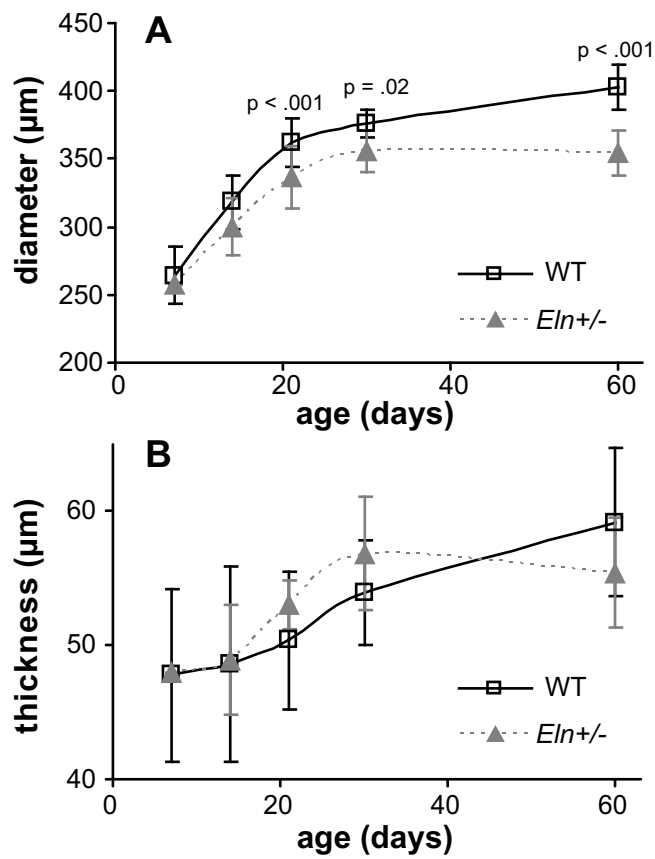 A
450
400
350
300
250
200
diameter (µm)
p < .001
p = .02
p < .001
WT
Eln+/-
0
20
40
60
age (days)
B
60
50
40
thickness (µm)
WT
Eln+/-
0
20
40
60
age (days)